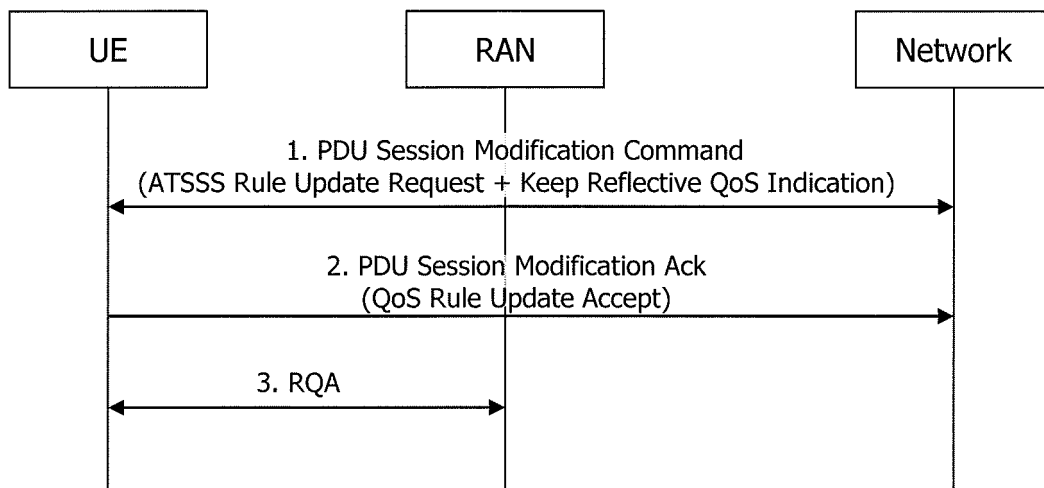 UE
RAN
Network
1. PDU Session Modification Command
(ATSSS Rule Update Request + Keep Reflective QoS Indication)
2. PDU Session Modification Ack
(QoS Rule Update Accept)
3. RQA